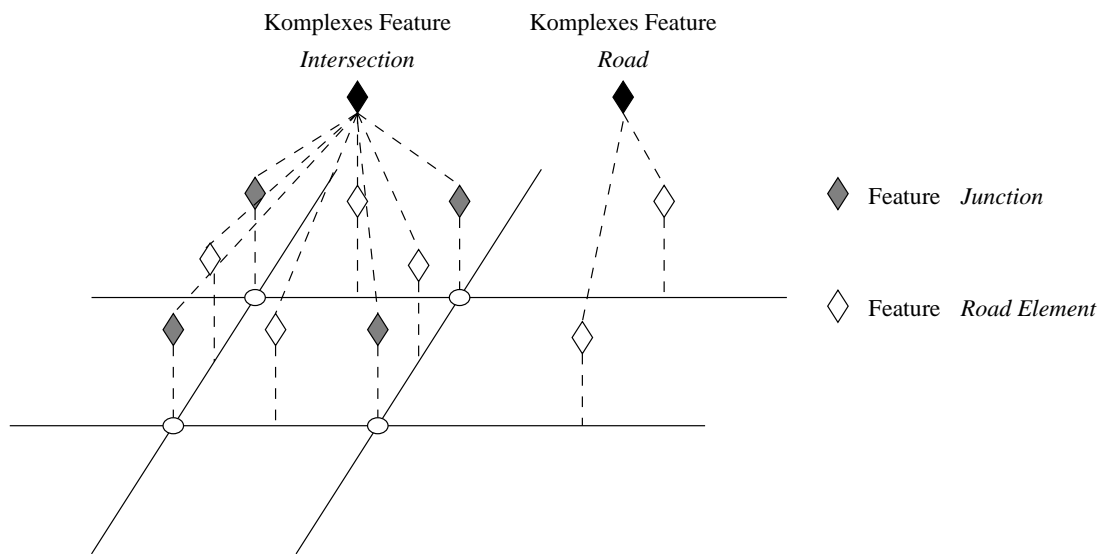 Komplexes Feature
Intersection
Komplexes Feature
Road
Feature Junction
Feature Road Element